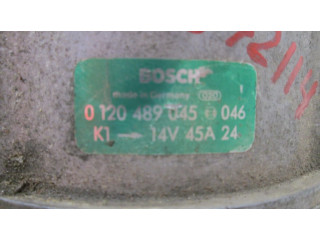 BOSCH
made in Germany
0 120 489 045 046
K1 → 14V 45A 24